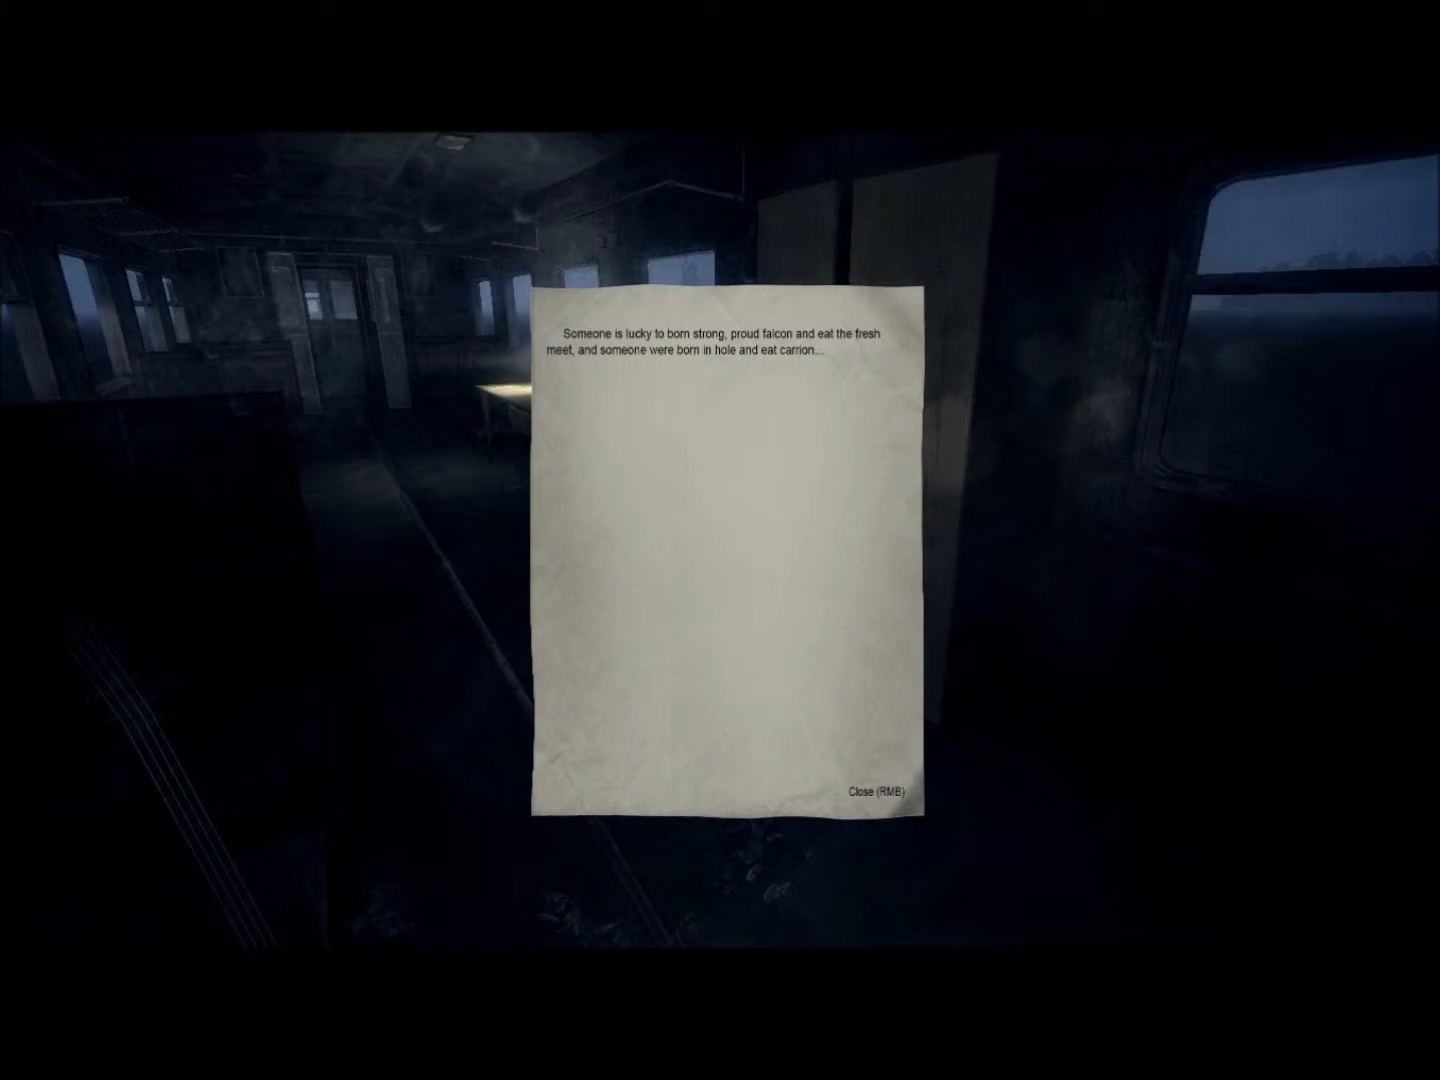 Someone is lucky to born strong, proud falcon and eat the fresh
meet, and someone were born in hole and eat carrion...
Close (RMB)